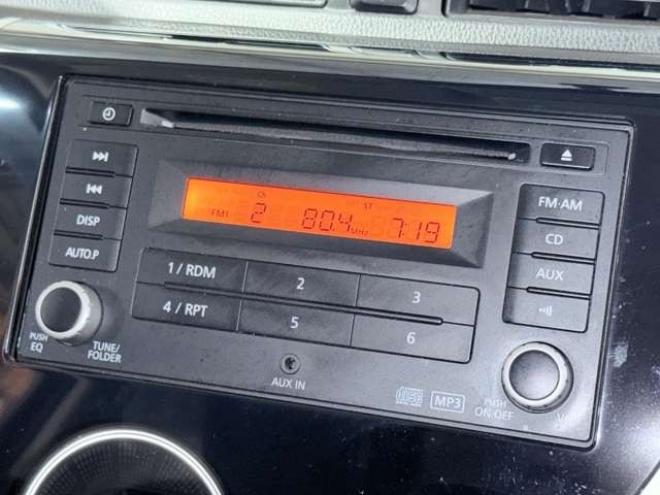 FM1 CH 2 80.4 MHz ST 7:19
DISP
AUTO.P
PUSH
EQ
TUNE/
FOLDER
1 / RDM
2
3
4 / RPT
5
6
AUX IN
FM·AM
CD
AUX
MP3
PUSH
ON/OFF